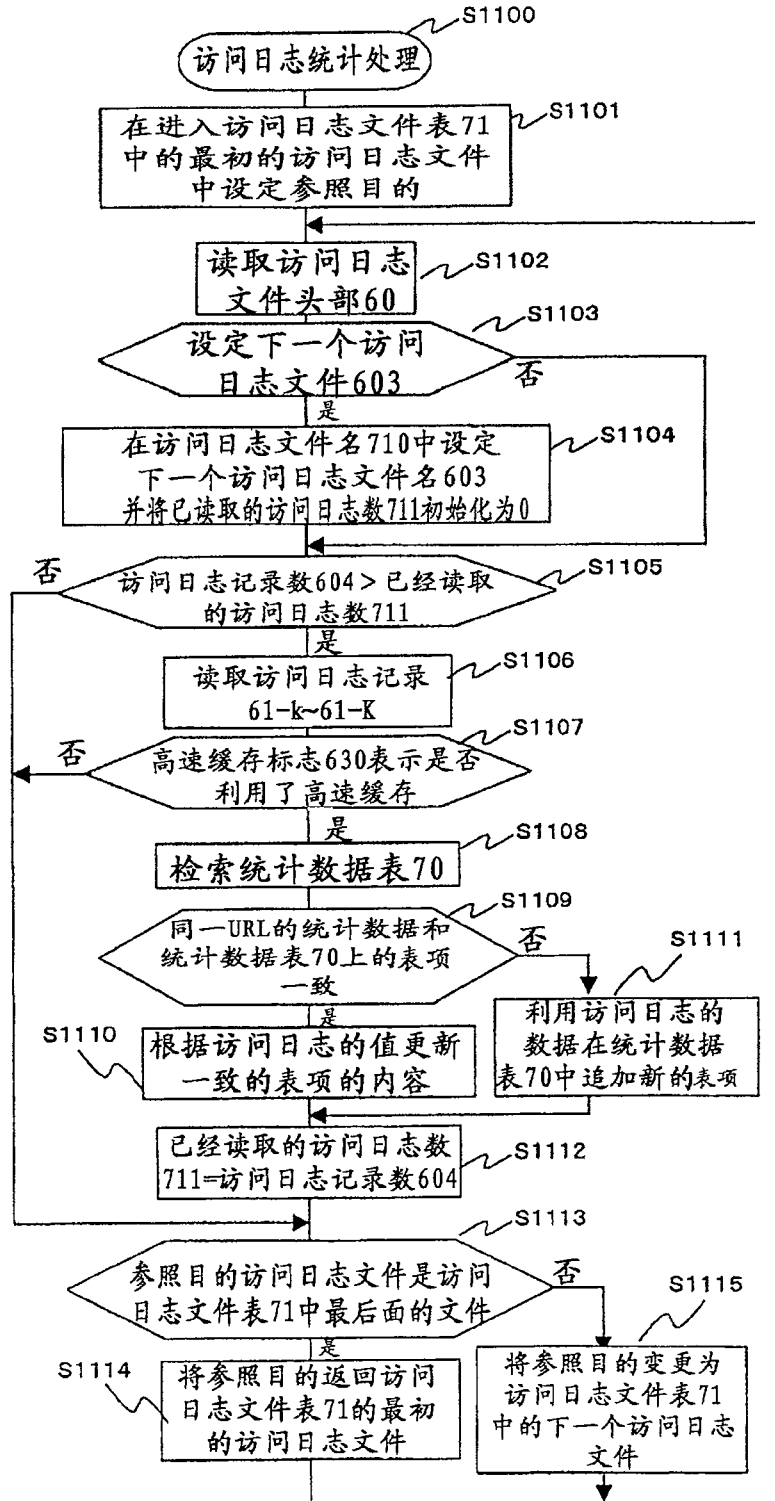 S1100
访问日志统计处理
S1101
在进入访问日志文件表71
中的最初的访问日志文件
中设定参照目的
读取访问日志
文件头部60
S1102
S1103
设定下一个访问
日志文件603
否
是
S1104
在访问日志文件名710中设定
下一个访问日志文件名603
并将已读取的访问日志数711初始化为0
否
S1105
访问日志记录数604>已经读取
的访问日志数711
是
S1106
读取访问日志记录
61-k~61-K
S1107
否
高速缓存标志630表示是否
利用了高速缓存
是
S1108
检索统计数据表70
S1109
同一URL的统计数据和
统计数据表70上的表项
一致
否
是
S1111
利用访问日志的
数据在统计数据
表70中追加新的表项
S1110
根据访问日志的值更新
一致的表项的内容
已经读取的访问日志数
711=访问日志记录数604
S1112
S1113
参照目的访问日志文件是访问
日志文件表71中最后面的文件
否
是
S1115
S1114
将参照目的返回访问
日志文件表71的最初
的访问日志文件
将参照目的变更为
访问日志文件表71
中的下一个访问日志
文件